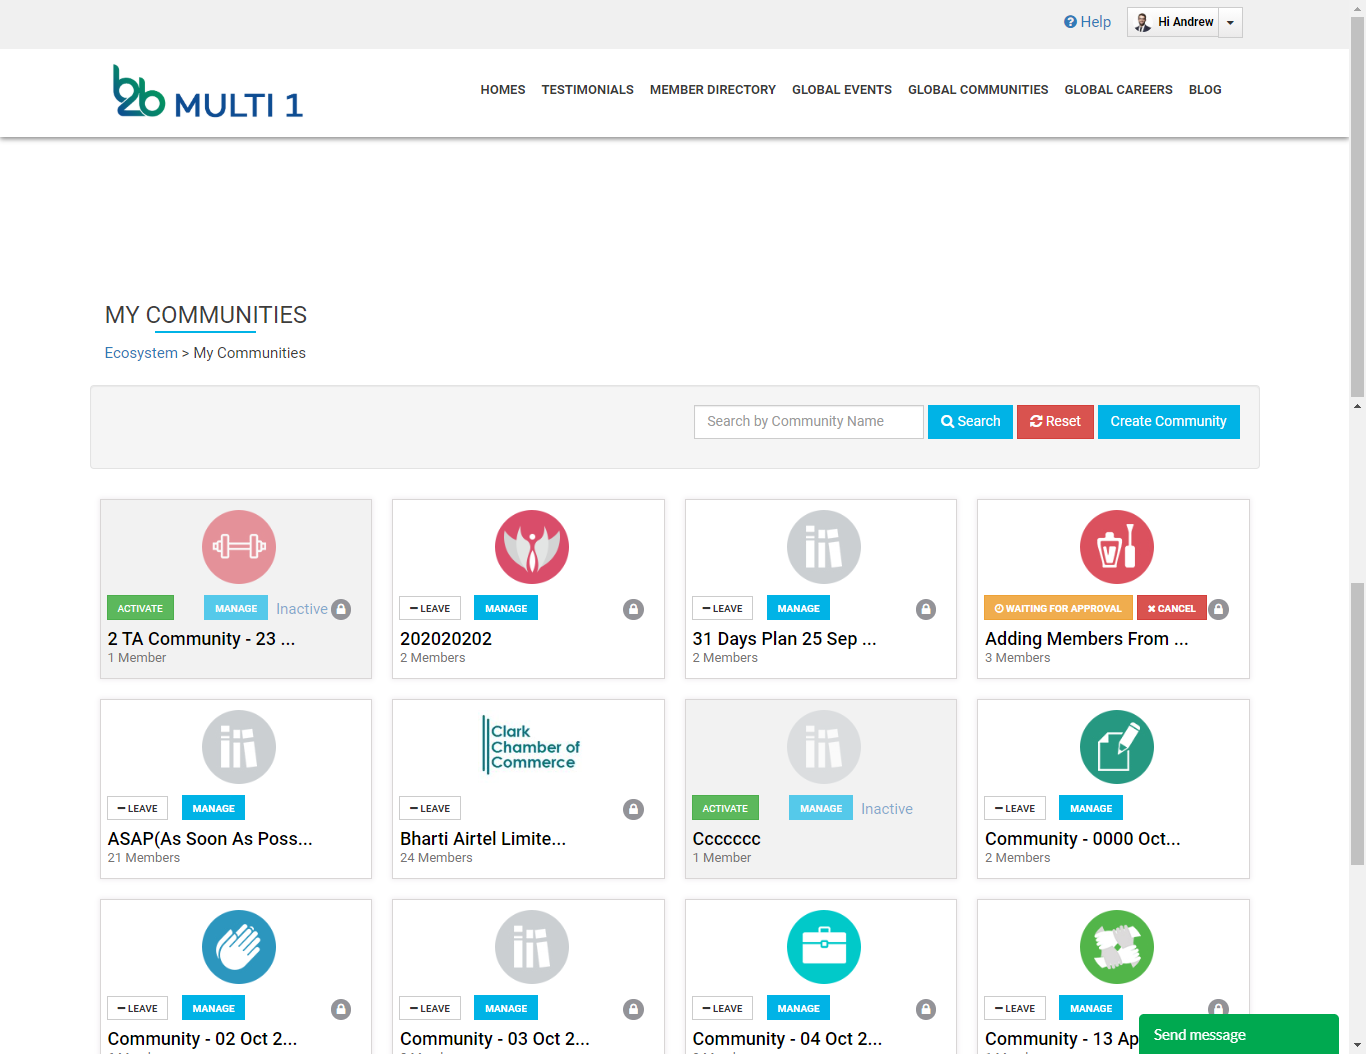 Help
Hi Andrew
b2b MULTI 1
HOMES TESTIMONIALS MEMBER DIRECTORY GLOBAL EVENTS GLOBAL COMMUNITIES GLOBAL CAREERS BLOG
MY COMMUNITIES
Ecosystem > My Communities
Search by Community Name Search Reset Create Community
ACTIVATE MANAGE Inactive
2 TA Community - 23 ...
1 Member
LEAVE MANAGE
202020202
2 Members
LEAVE MANAGE
31 Days Plan 25 Sep ...
2 Members
WAITING FOR APPROVAL CANCEL
Adding Members From ...
3 Members
LEAVE MANAGE
ASAP(As Soon As Poss...
21 Members
Clark
Chamber of
Commerce
LEAVE
Bharti Airtel Limite...
24 Members
ACTIVATE MANAGE Inactive
Ccccccc
1 Member
LEAVE MANAGE
Community - 0000 Oct...
2 Members
LEAVE MANAGE
Community - 02 Oct 2...
LEAVE MANAGE
Community - 03 Oct 2...
LEAVE MANAGE
Community - 04 Oct 2...
LEAVE MANAGE
Community - 13 Ap
Send message